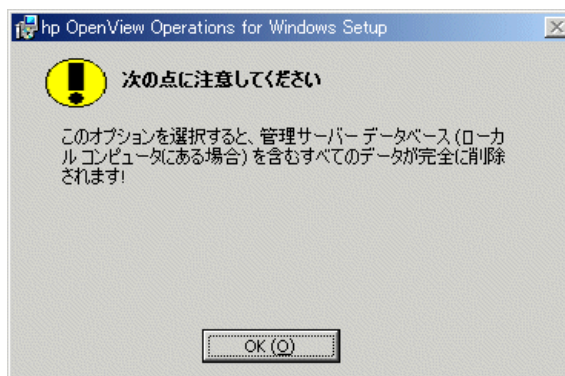 hp OpenView Operations for Windows Setup
次の点に注意してください
このオプションを選択すると、管理サーバー データベース (ローカ
ル コンピュータにある場合) を含むすべてのデータが完全に削除
されます!
OK (O)